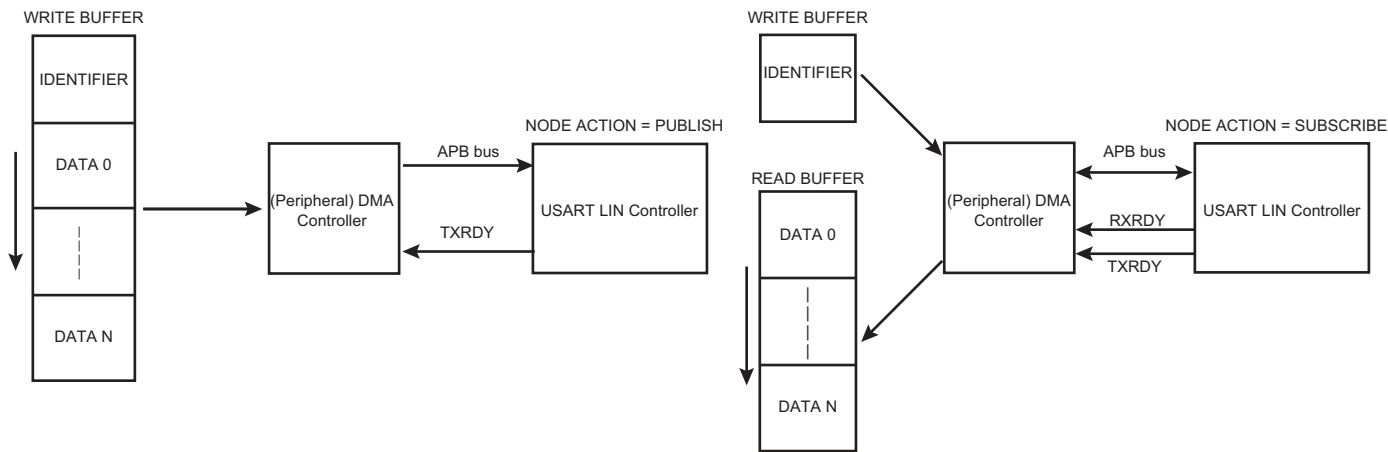 WRITE BUFFER
IDENTIFIER
DATA 0
DATA N
(Peripheral) DMA
Controller
APB bus
TXRDY
NODE ACTION = PUBLISH
USART LIN Controller
WRITE BUFFER
IDENTIFIER
READ BUFFER
DATA 0
DATA N
(Peripheral) DMA
Controller
APB bus
RXRDY
TXRDY
NODE ACTION = SUBSCRIBE
USART LIN Controller